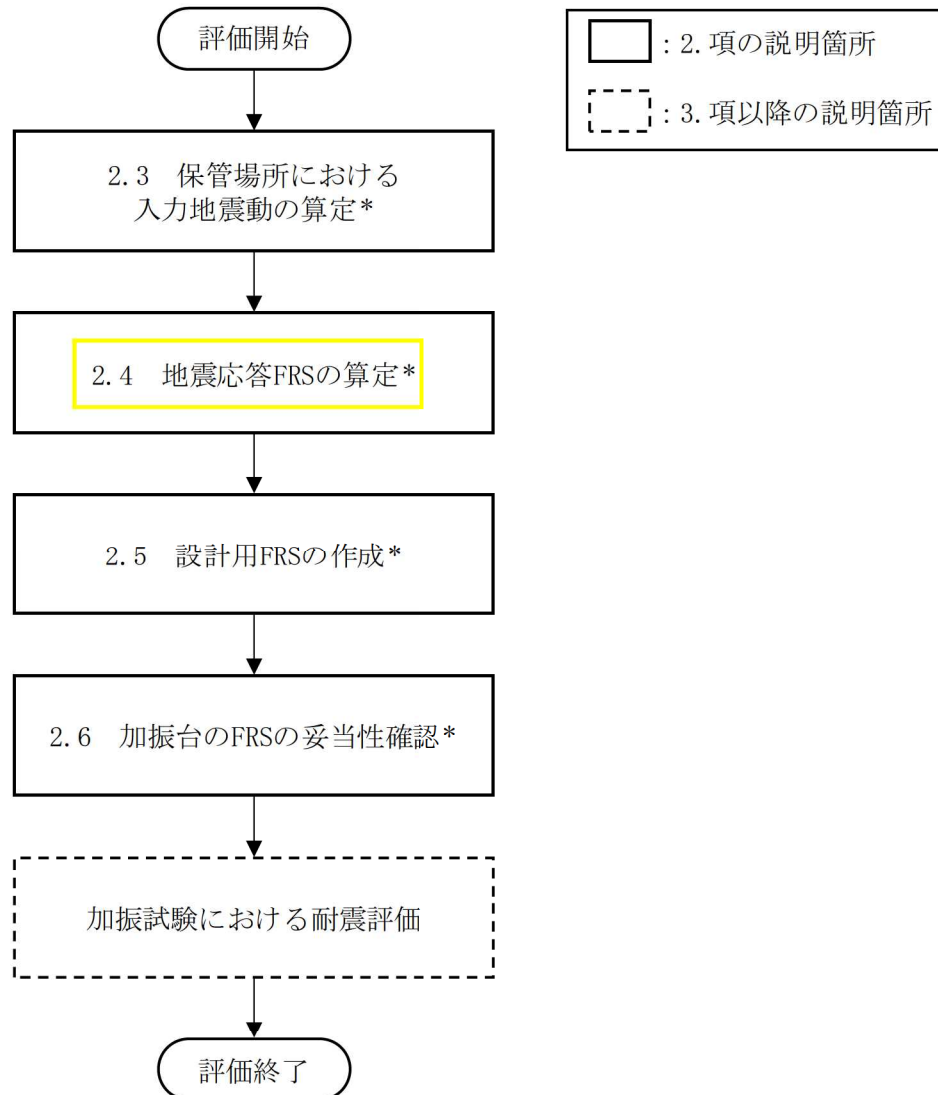 評価開始
: 2.項の説明箇所
: 3.項以降の説明箇所
2.3　保管場所における
入力地震動の算定*
2.4　地震応答FRSの算定*
2.5　設計用FRSの作成*
2.6　加振台のFRSの妥当性確認*
加振試験における耐震評価
評価終了